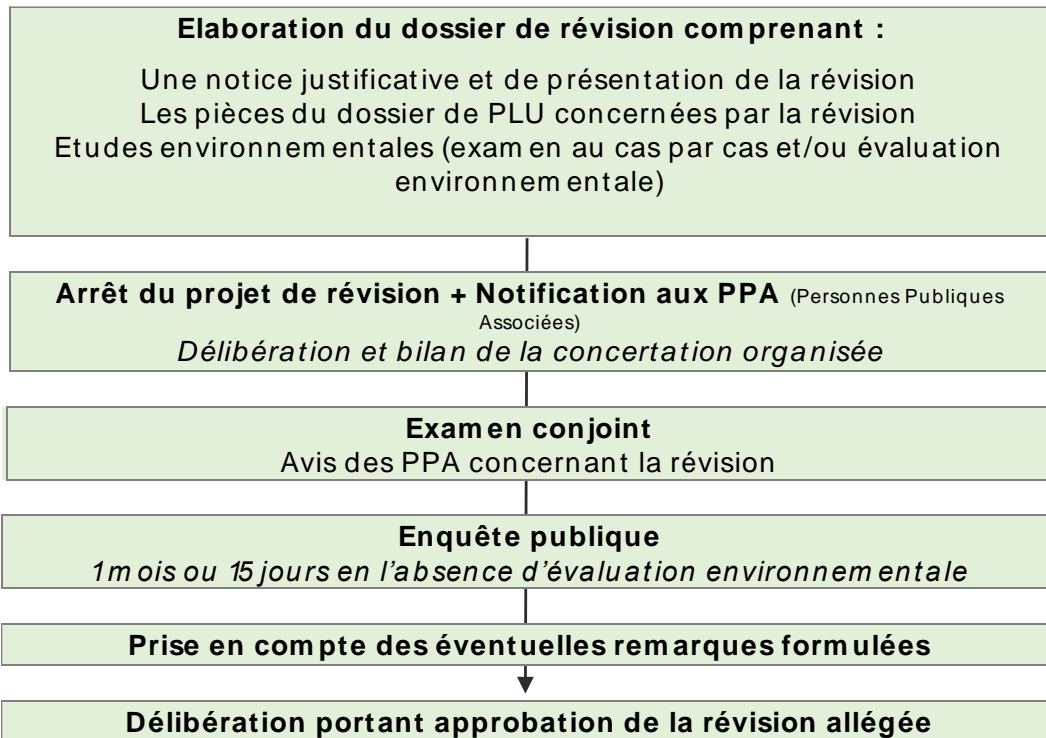 Elaboration du dossier de révision comprenant :
Une notice justificative et de présentation de la révision
Les pièces du dossier de PLU concernées par la révision
Etudes environnementales (examen au cas par cas et/ou évaluation
environnementale)
Arrêt du projet de révision + Notification aux PPA (Personnes Publiques
Associées)
Délibération et bilan de la concertation organisée
Examen conjoint
Avis des PPA concernant la révision
Enquête publique
1 mois ou 15 jours en l'absence d'évaluation environnementale
Prise en compte des éventuelles remarques formulées
Délibération portant approbation de la révision allégée